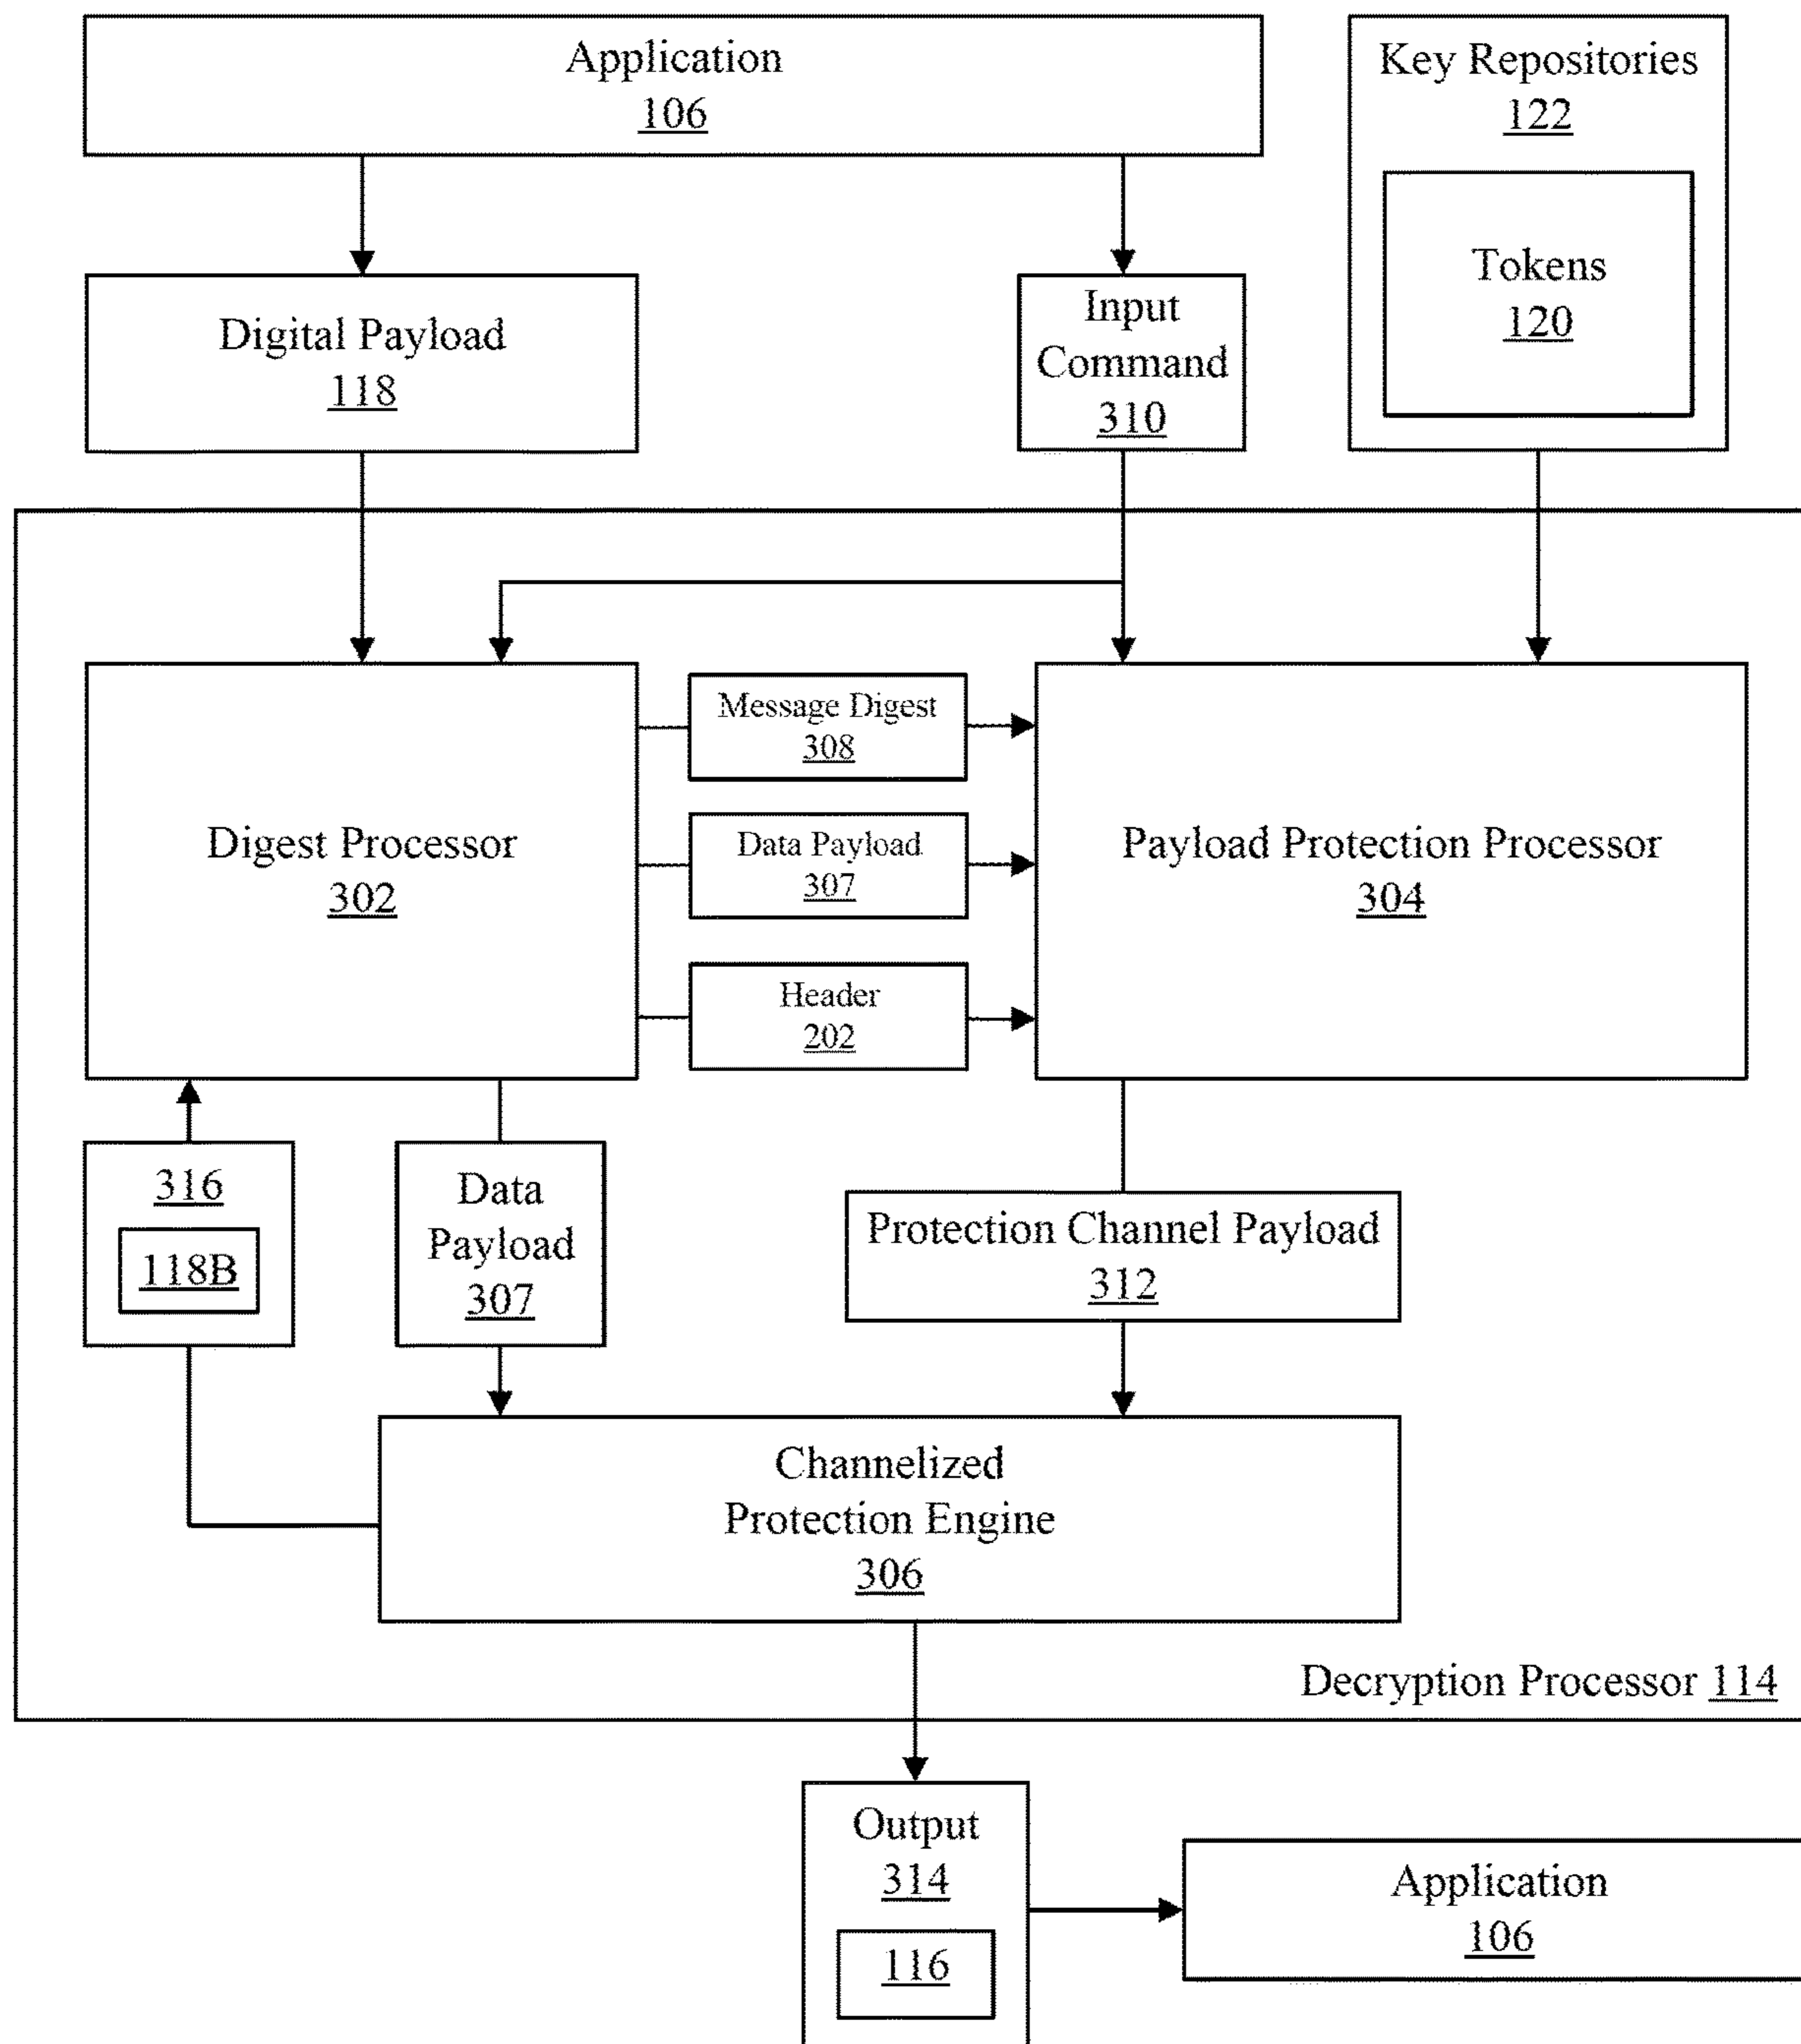 Application
106
Key Repositories
122
Tokens
120
Digital Payload
118
Input
Command
310
Message Digest
308
Digest Processor
302
Data Payload
307
Payload Protection Processor
304
Header
202
316
118B
Data
Payload
307
Protection Channel Payload
312
Channelized
Protection Engine
306
Decryption Processor 114
Output
314
116
Application
106